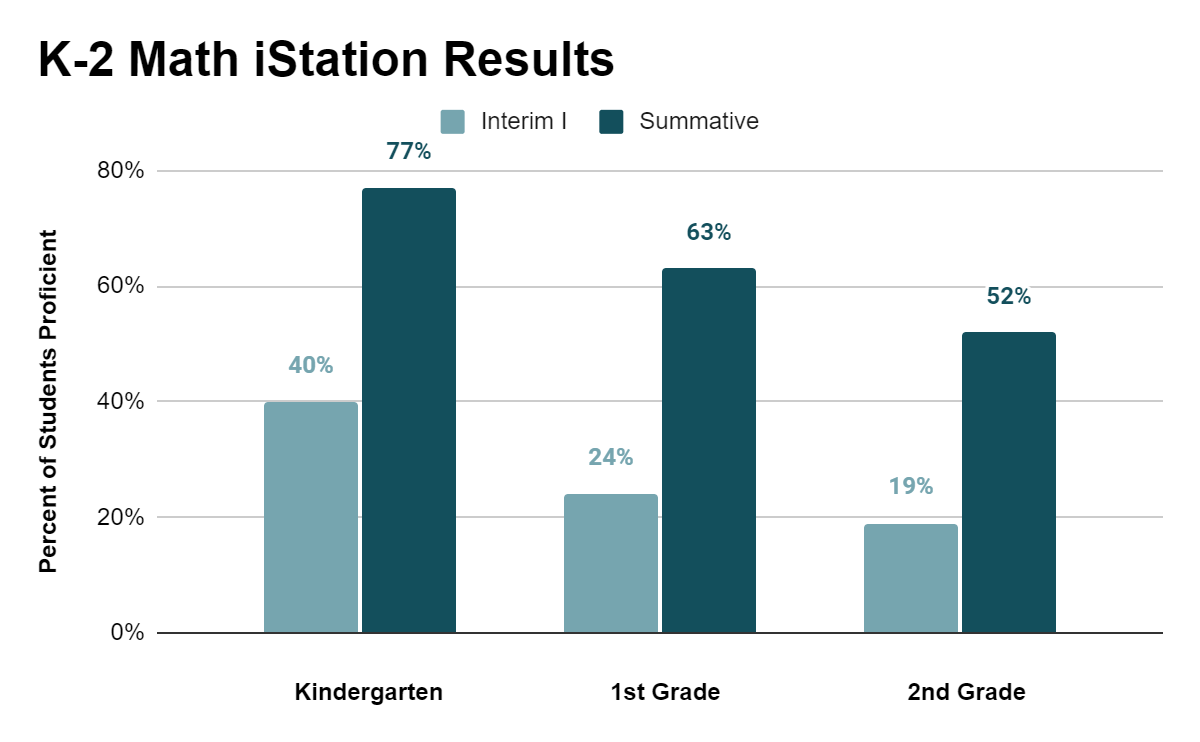 K-2 Math iStation Results
Interim I
Summative
Percent of Students Proficient
80%
60%
40%
20%
0%
40%
77%
24%
63%
19%
52%
Kindergarten
1st Grade
2nd Grade